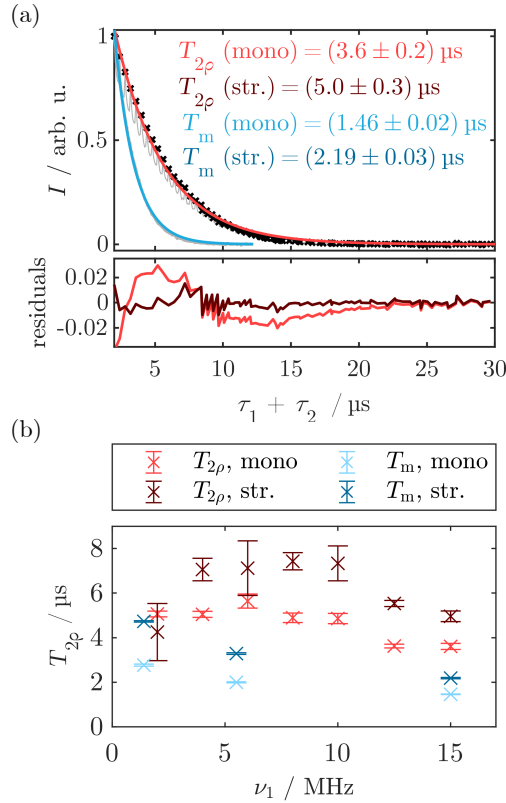 (a)
T₂ρ (mono) = (3.6 ± 0.2) µs
T₂ρ (str.) = (5.0 ± 0.3) µs
Tₘ (mono) = (1.46 ± 0.02) µs
Tₘ (str.) = (2.19 ± 0.03) µs
I / arb. u.
1
0.5
0
residuals
0.02
0
-0.02
5 10 15 20 25 30
τ₁ + τ₂ / µs
(b)
T₂ρ, mono Tₘ, mono
T₂ρ, str. Tₘ, str.
T₂ρ / µs
8
6
4
2
0
0 5 10 15
ν₁ / MHz